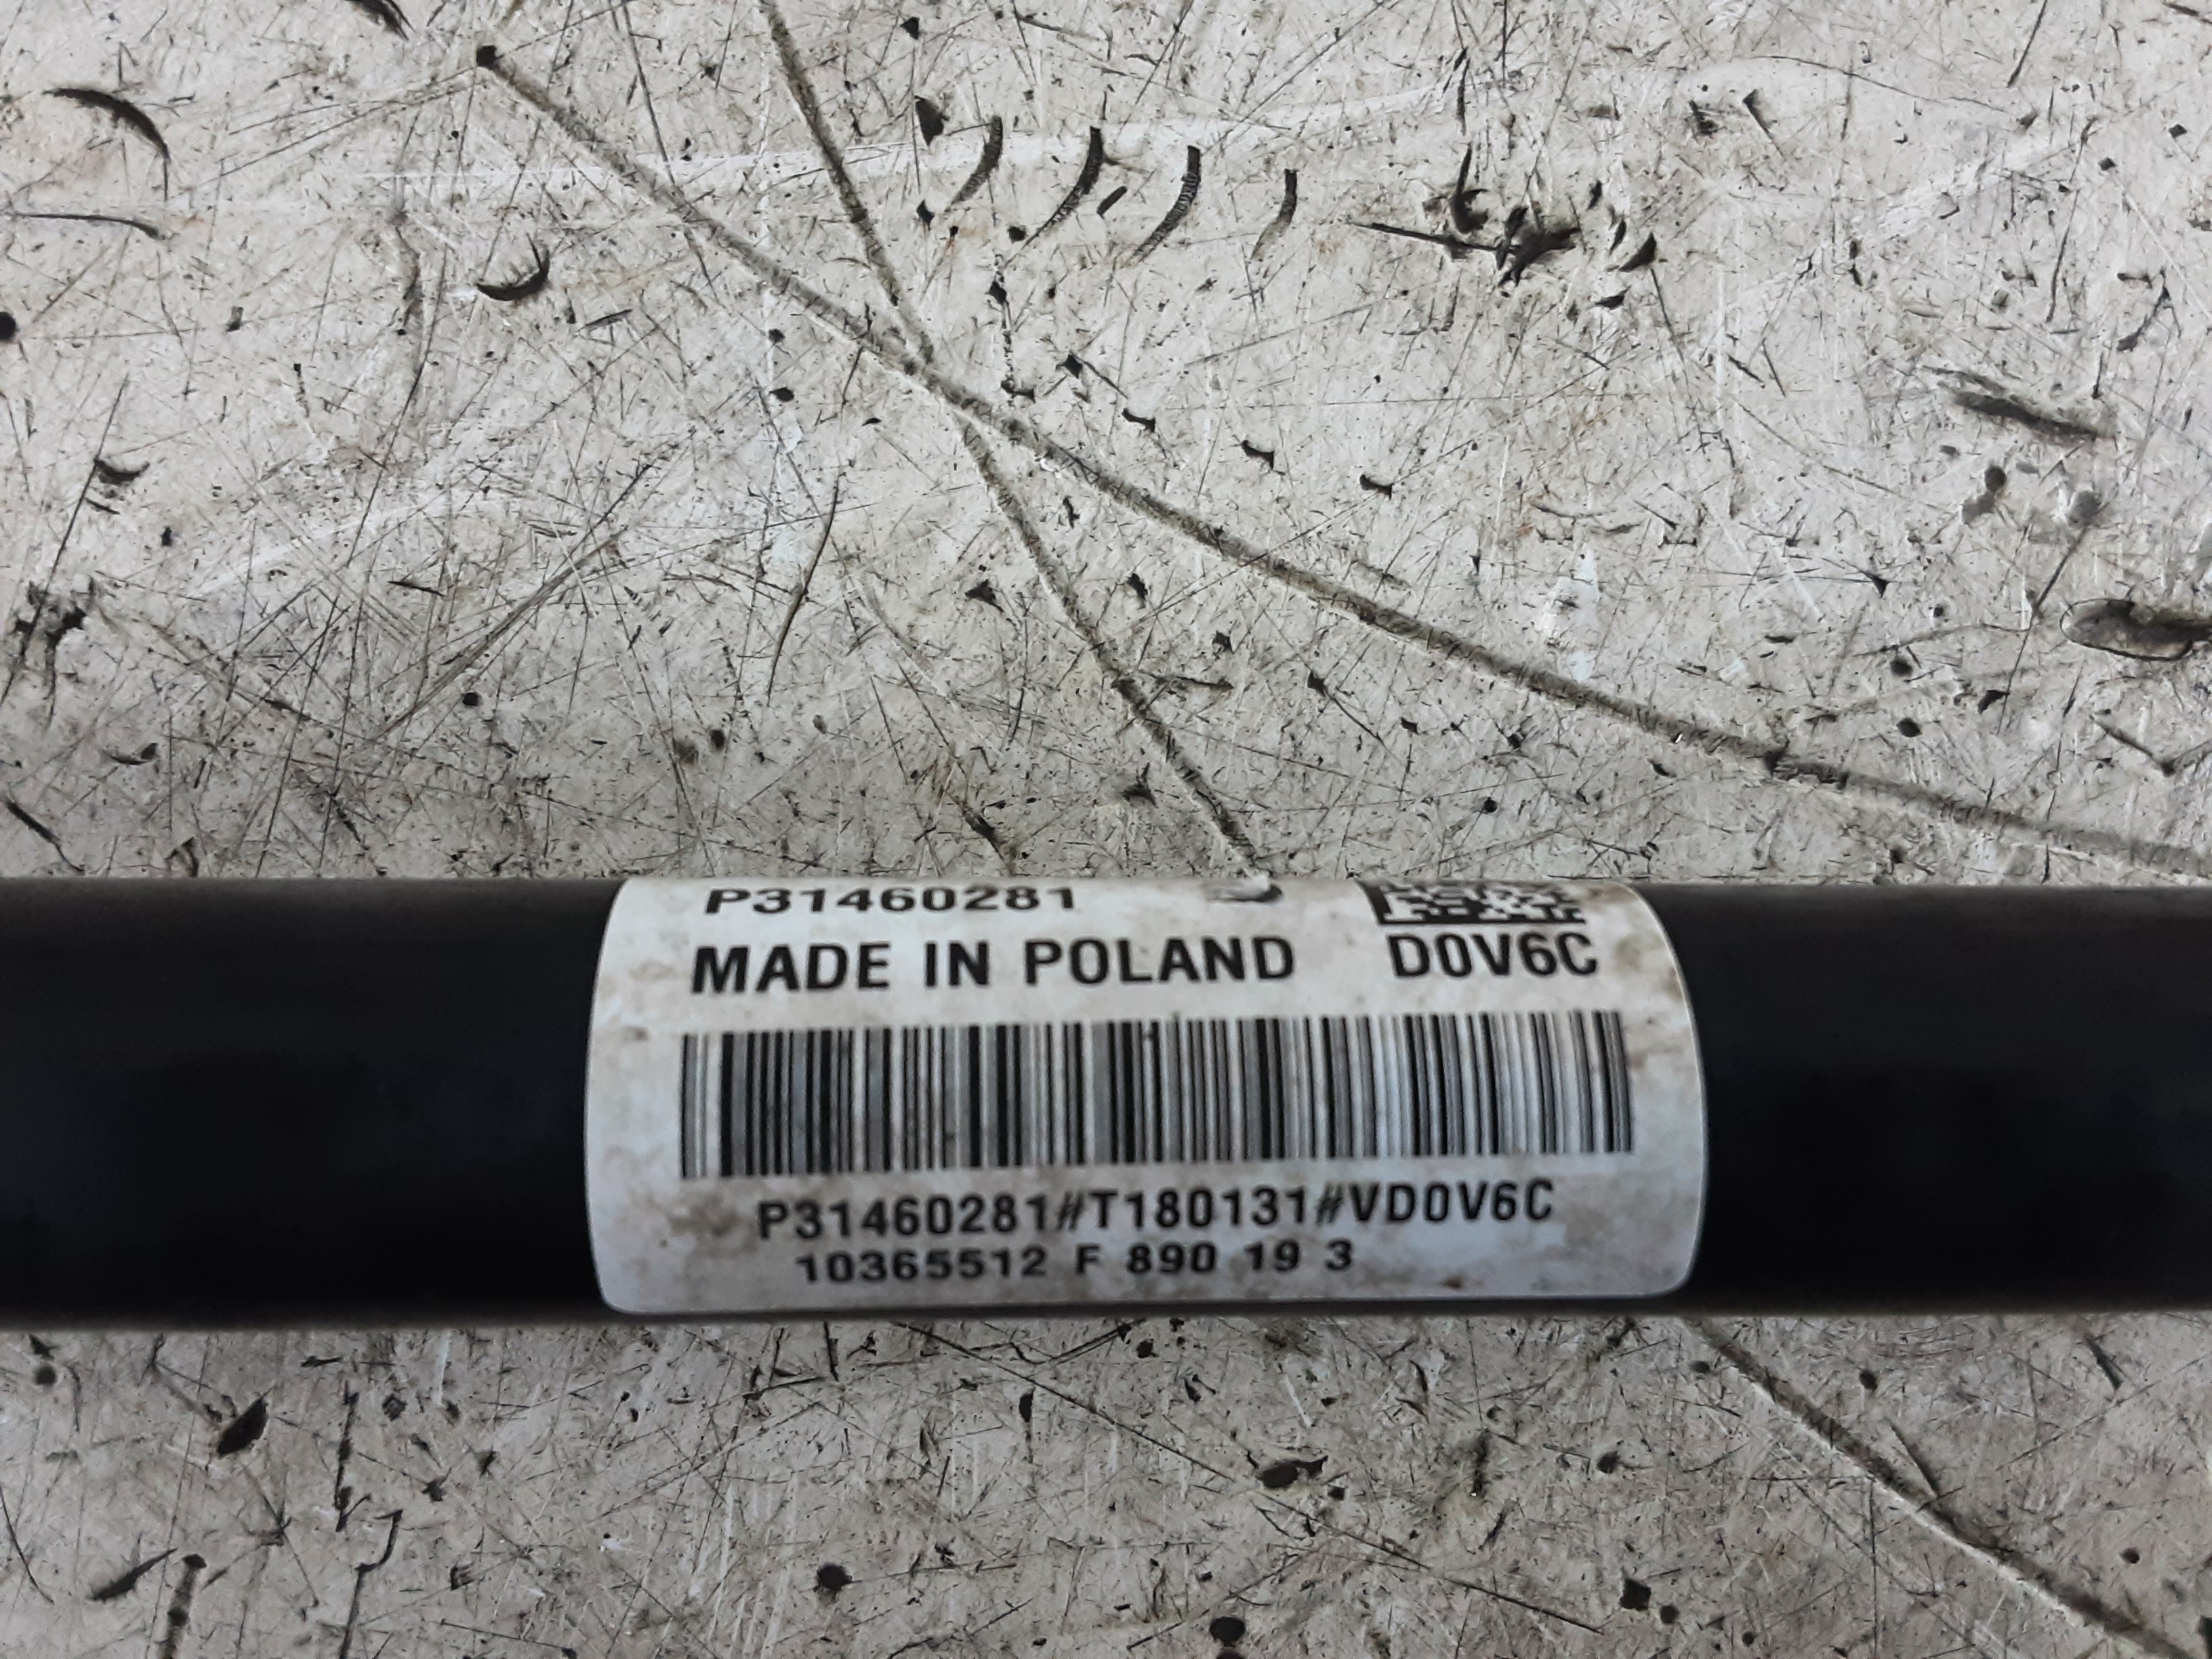 P31460281
MADE IN POLAND
D0V6C
P31460281#T180131#VD0V6C
10365512 F 890 19 3